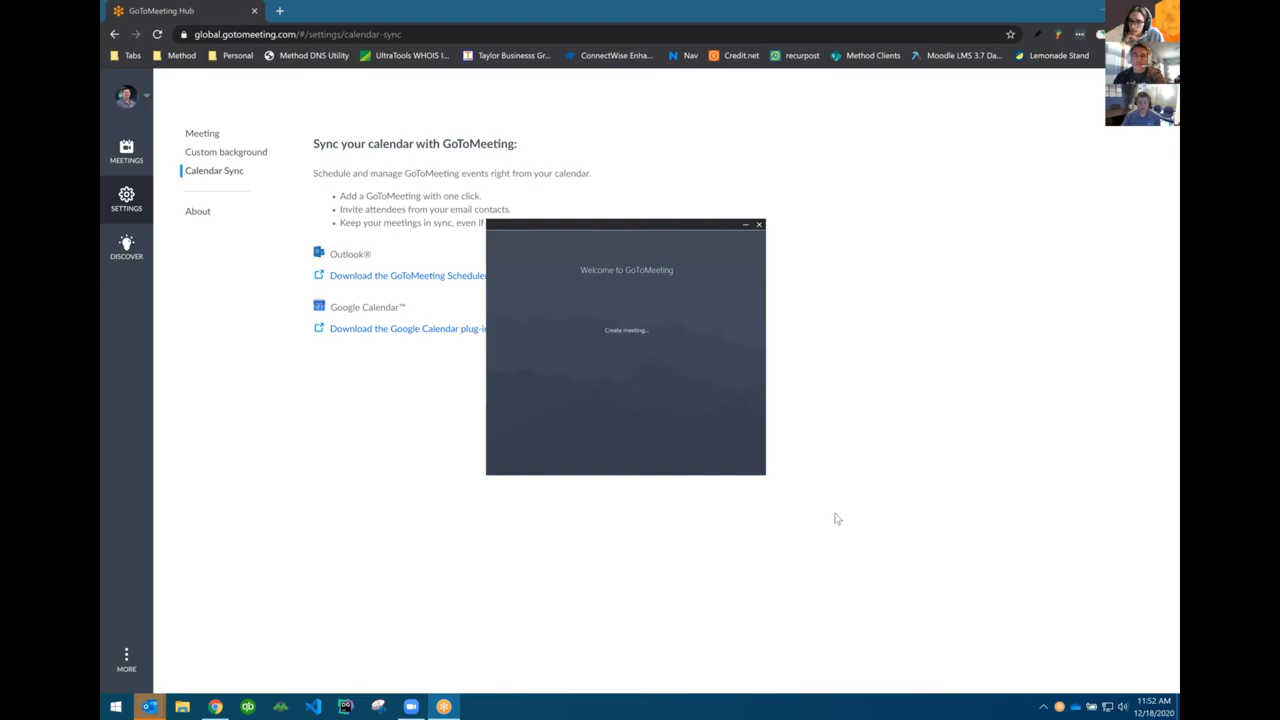 GoToMeeting Hub
global.gotomeeting.com/#/settings/calendar-sync
Tabs
Method
Personal
Method DNS Utility
UltraTools WHOIS l...
Taylor Businesss Gr...
ConnectWise Enha...
Nav
Credit.net
recurpost
Method Clients
Moodle LMS 3.7 Da...
Lemonade Stand
MEETINGS
SETTINGS
DISCOVER
MORE
Meeting
Custom background
Calendar Sync
About
Sync your calendar with GoToMeeting:
Schedule and manage GoToMeeting events right from your calendar.
• Add a GoToMeeting with one click.
• Invite attendees from your email contacts.
• Keep your meetings in sync, even if
Outlook®
Download the GoToMeeting Scheduler
Google Calendar™
Download the Google Calendar plug-in
Welcome to GoToMeeting
Create meeting...
11:52 AM
12/18/2020